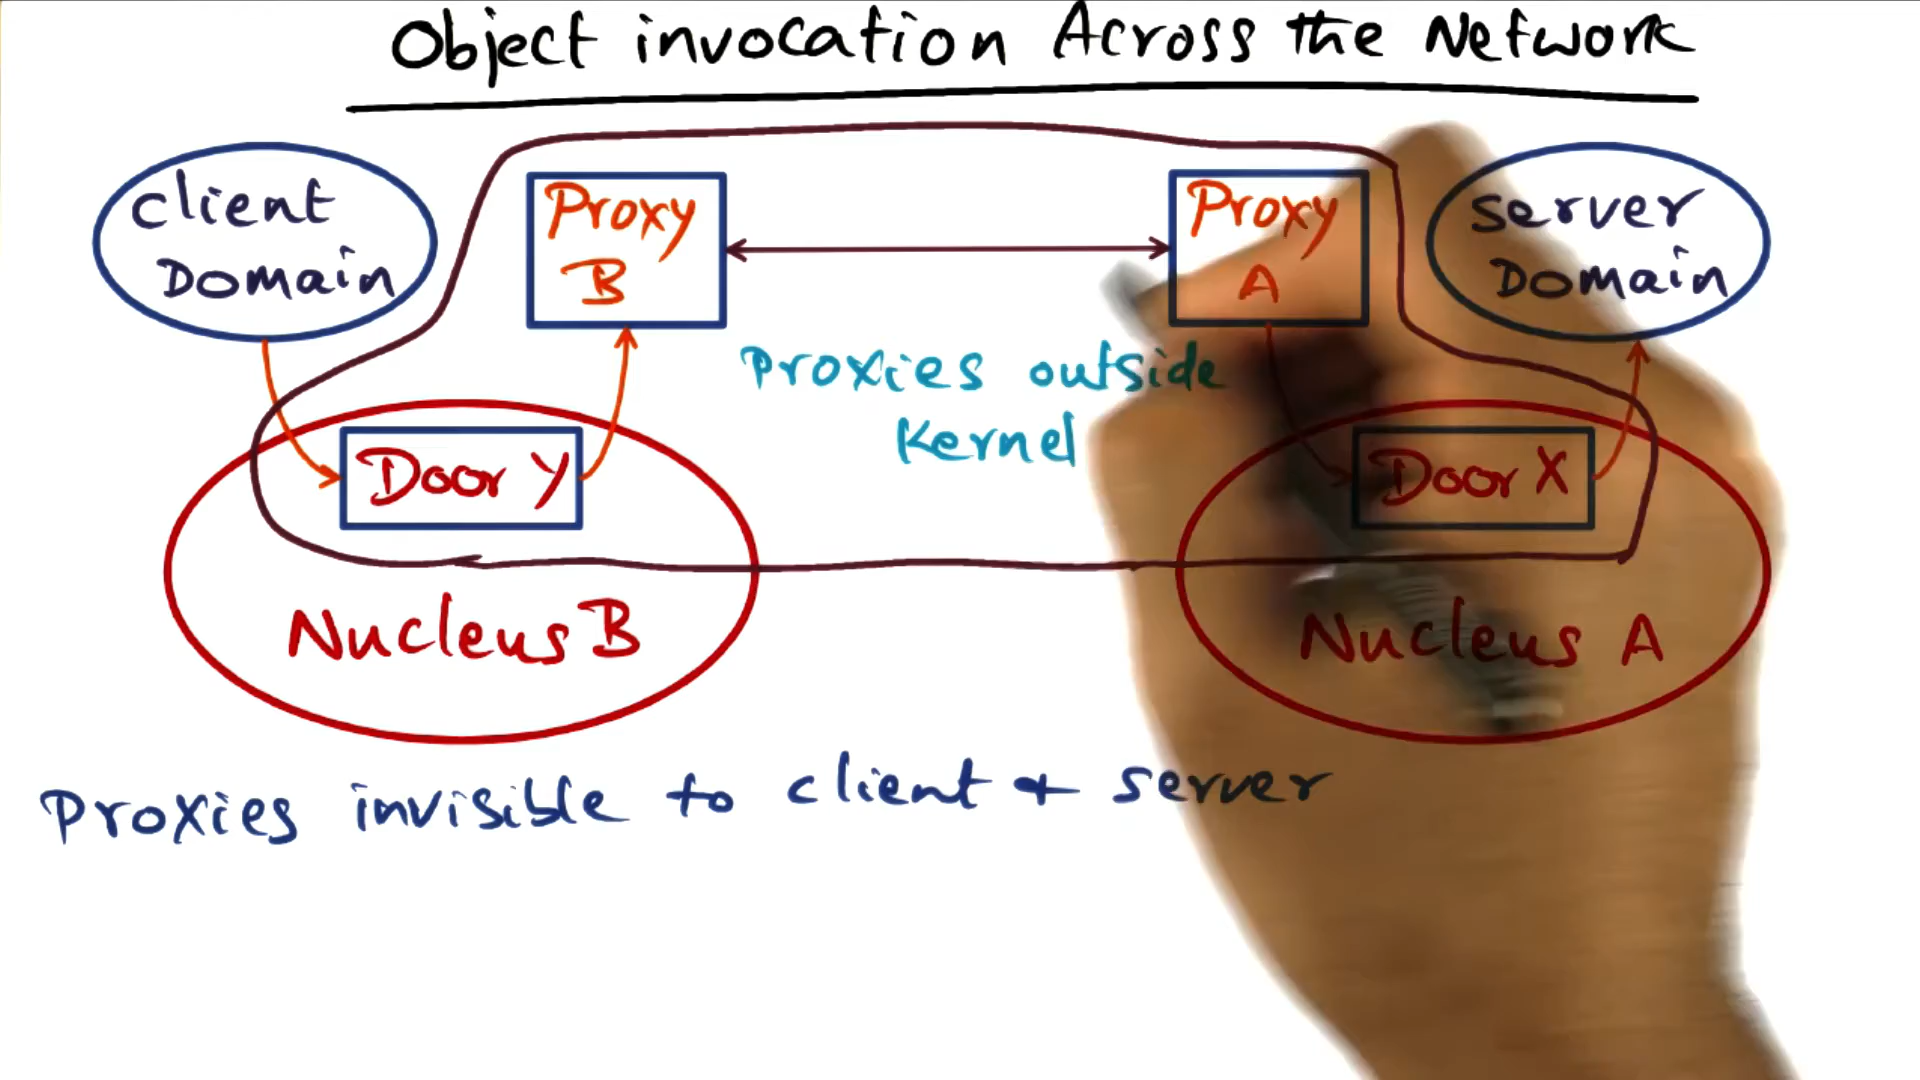 Object invocation Across the Network
client
Domain
Proxy
B
Proxy
A
server
Domain
Proxies outside
Kernel
Door Y
Door X
Nucleus B
Nucleus A
Proxies invisible to client + server